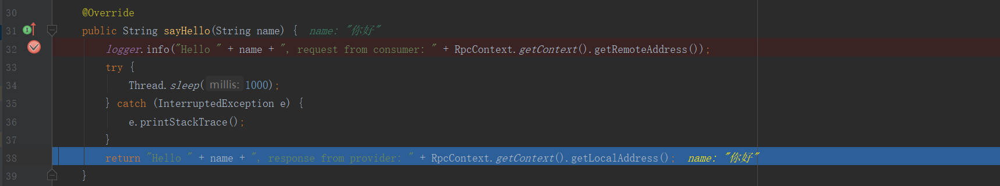 30 @Override
31 public String sayHello(String name) { name: "你好"
32 logger.info("Hello " + name + ", request from consumer: " + RpcContext.getContext().getRemoteAddress());
33 try {
34 Thread.sleep( millis: 1000);
35 } catch (InterruptedException e) {
36 e.printStackTrace();
37 }
38 return "Hello " + name + ", response from provider: " + RpcContext.getContext().getLocalAddress(); name: "你好"
39 }